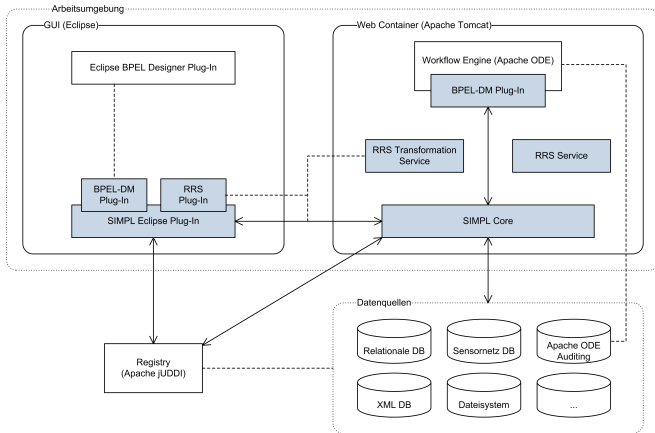 Arbeitsumgebung
GUI (Eclipse)
Web Container (Apache Tomcat)
Eclipse BPEL Designer Plug-In
Workflow Engine (Apache ODE)
BPEL-DM Plug-In
RRS Transformation
Service
RRS Service
BPEL-DM
Plug-In
RRS
Plug-In
SIMPL Eclipse Plug-In
SIMPL Core
Datenquellen
Relationale DB
Sensornetz DB
Apache ODE
Auditing
Registry
(Apache jUDDI)
XML DB
Dateisystem
...